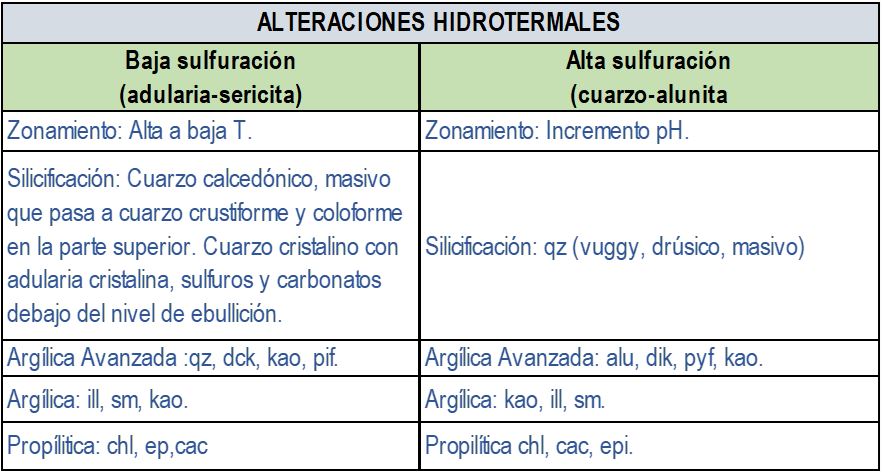 ALTERACIONES HIDROTERMALES
Baja sulfuración
(adularia-sericita)
Alta sulfuración
(cuarzo-alunita
Zonamiento: Alta a baja T.
Zonamiento: Incremento pH.
Silicificación: Cuarzo calcedónico, masivo
que pasa a cuarzo crustiforme y coloforme
en la parte superior. Cuarzo cristalino con
adularia cristalina, sulfuros y carbonatos
debajo del nivel de ebullición.
Silicificación: qz (vuggy, drúsico, masivo)
Argílica Avanzada :qz, dck, kao, pif.
Argílica Avanzada: alu, dik, pyf, kao.
Argílica: ill, sm, kao.
Argílica: kao, ill, sm.
Propílitica: chl, ep,cac
Propilítica chl, cac, epi.